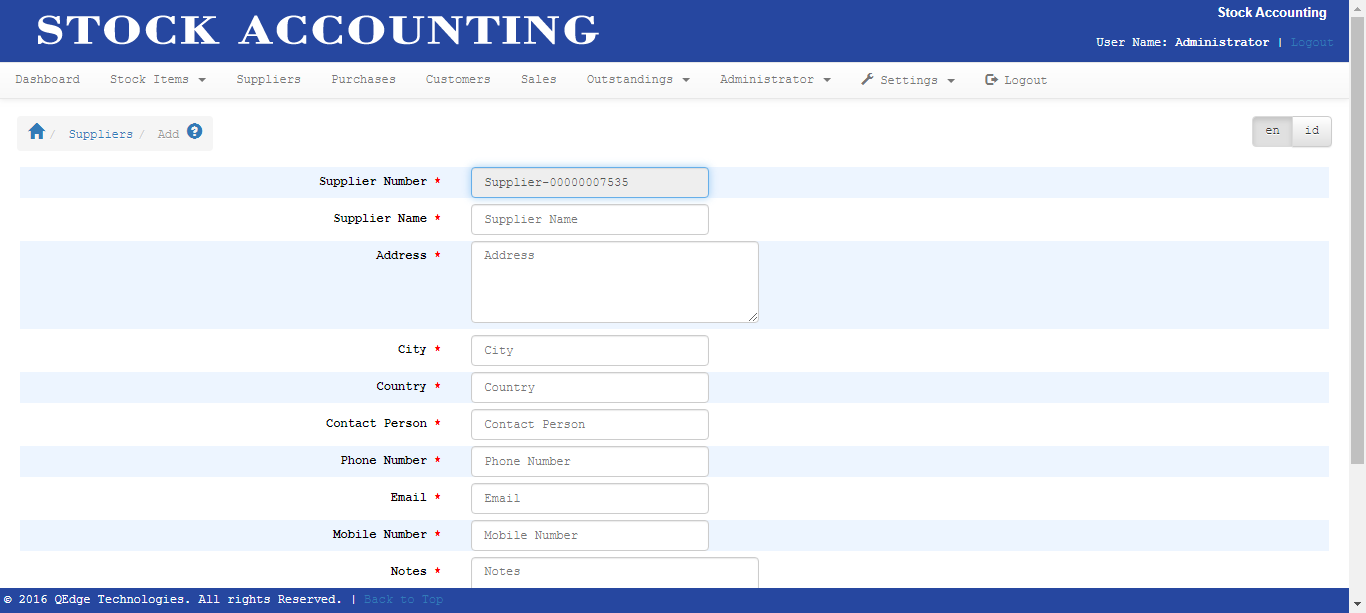 STOCK ACCOUNTING
Stock Accounting
User Name: Administrator | Logout
Dashboard Stock Items Suppliers Purchases Customers Sales Outstandings Administrator Settings Logout
/ Suppliers / Add ?
en id
Supplier Number * Supplier-00000007535
Supplier Name * Supplier Name
Address * Address
City * City
Country * Country
Contact Person * Contact Person
Phone Number * Phone Number
Email * Email
Mobile Number * Mobile Number
Notes * Notes
© 2016 QEdge Technologies. All rights Reserved. | Back to Top